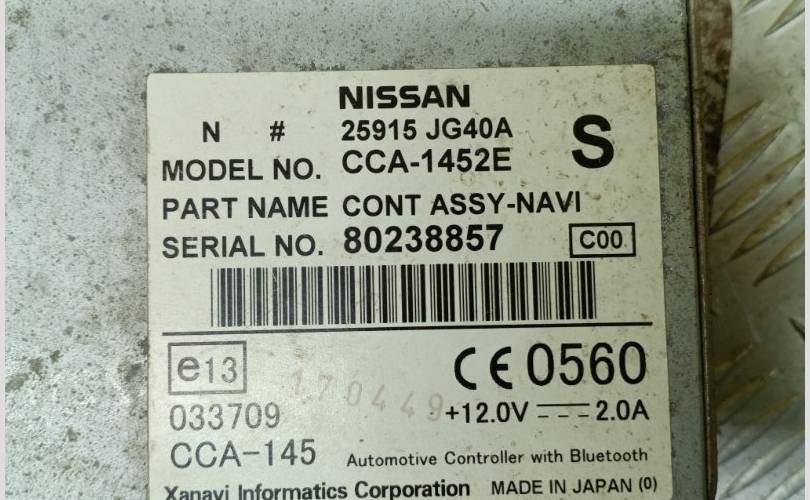 NISSAN
N # 25915 JG40A S
MODEL NO. CCA-1452E
PART NAME CONT ASSY-NAVI
SERIAL NO. 80238857 C00
e13 CE 0560
170449
033709 +12.0V 2.0A
CCA-145 Automotive Controller with Bluetooth
Xanavi Informatics Corporation MADE IN JAPAN (0)